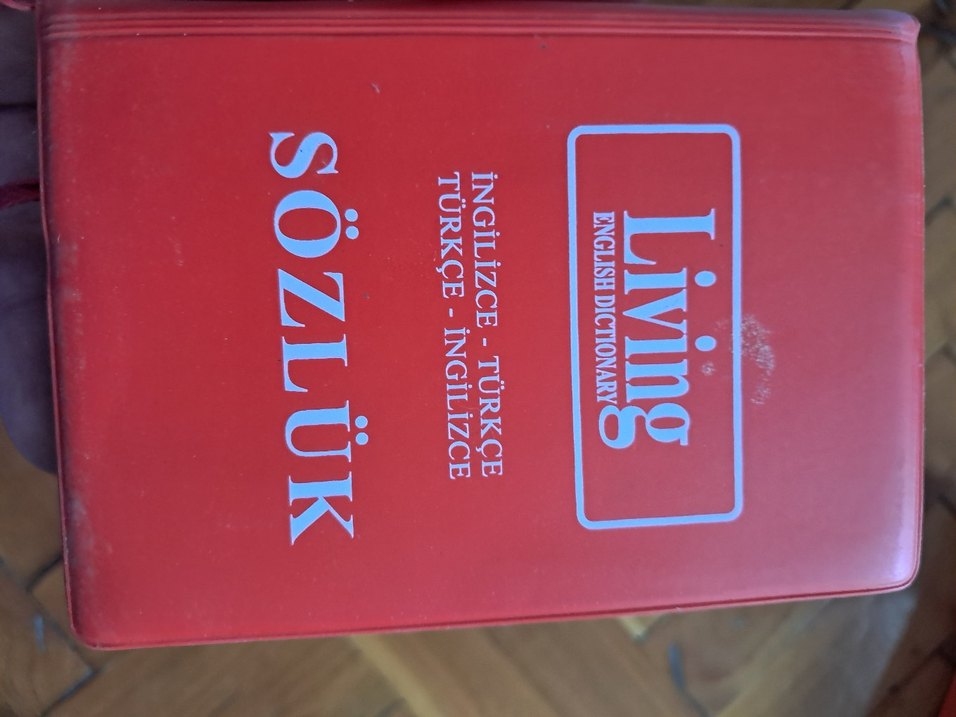 Living
ENGLISH DICTIONARY
İNGİLİZCE - TÜRKÇE
TÜRKÇE - İNGİLİZCE
SÖZLÜK